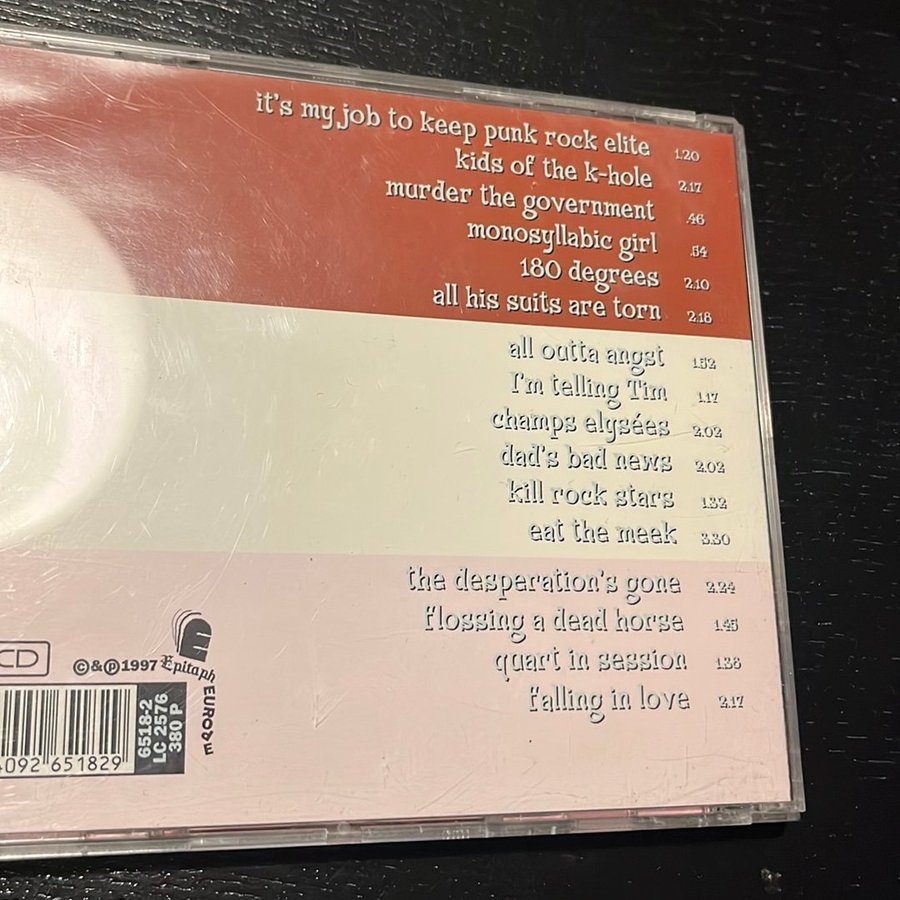 it's my job to keep punk rock elite 1.20
kids of the k-hole 2.17
murder the government .46
monosyllabic girl .54
180 degrees 2.10
all his suits are torn 2.18
all outta angst 1.52
I'm telling Tim 1.17
champs elysées 2.02
dad's bad news 2.02
kill rock stars 1.32
eat the meek 3.30
the desperation's gone 2.24
flossing a dead horse 1.45
quart in session 1.38
falling in love 2.17
CD
©&℗1997 Epitaph
EUROPE
6518-2
LC 2576
380 P
4092 651829